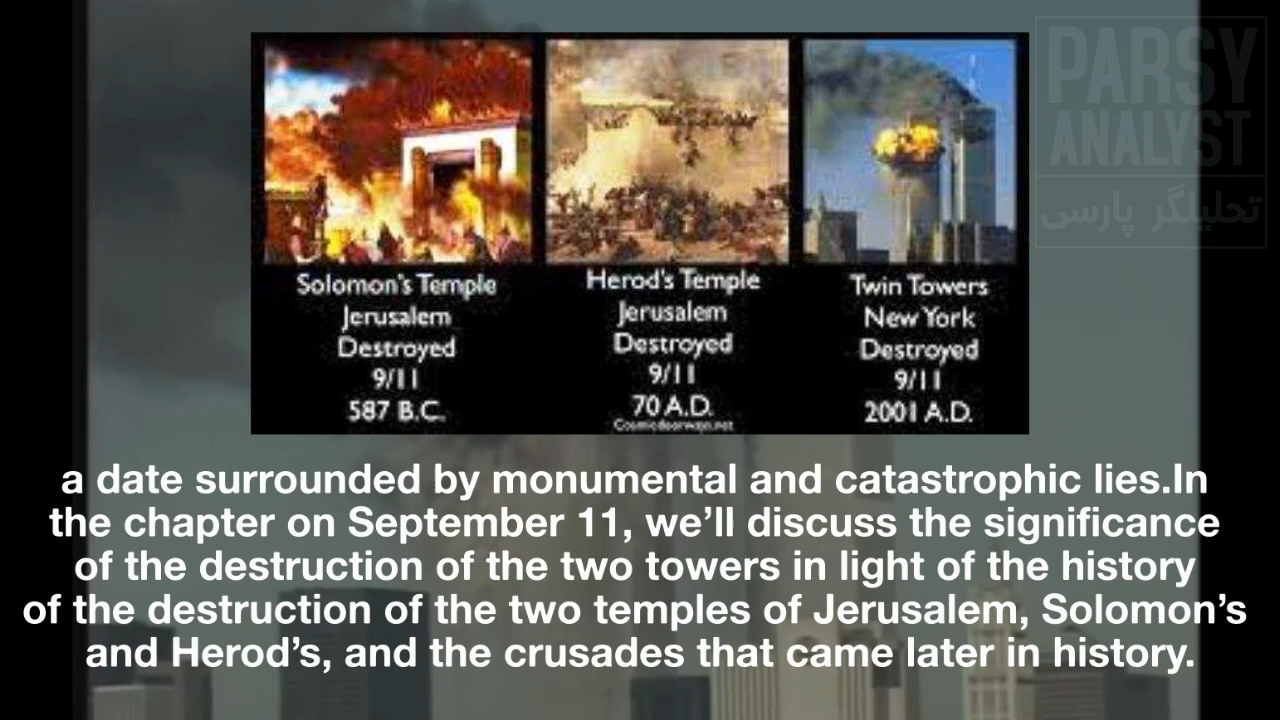 PARSY
ANALYST
تحلیلگر پارسی
Solomon's Temple
Jerusalem
Destroyed
9/11
587 B.C.
Herod's Temple
Jerusalem
Destroyed
9/11
70 A.D.
Cosmicdoorways.net
Twin Towers
New York
Destroyed
9/11
2001 A.D.
a date surrounded by monumental and catastrophic lies.In
the chapter on September 11, we’ll discuss the significance
of the destruction of the two towers in light of the history
of the destruction of the two temples of Jerusalem, Solomon’s
and Herod’s, and the crusades that came later in history.